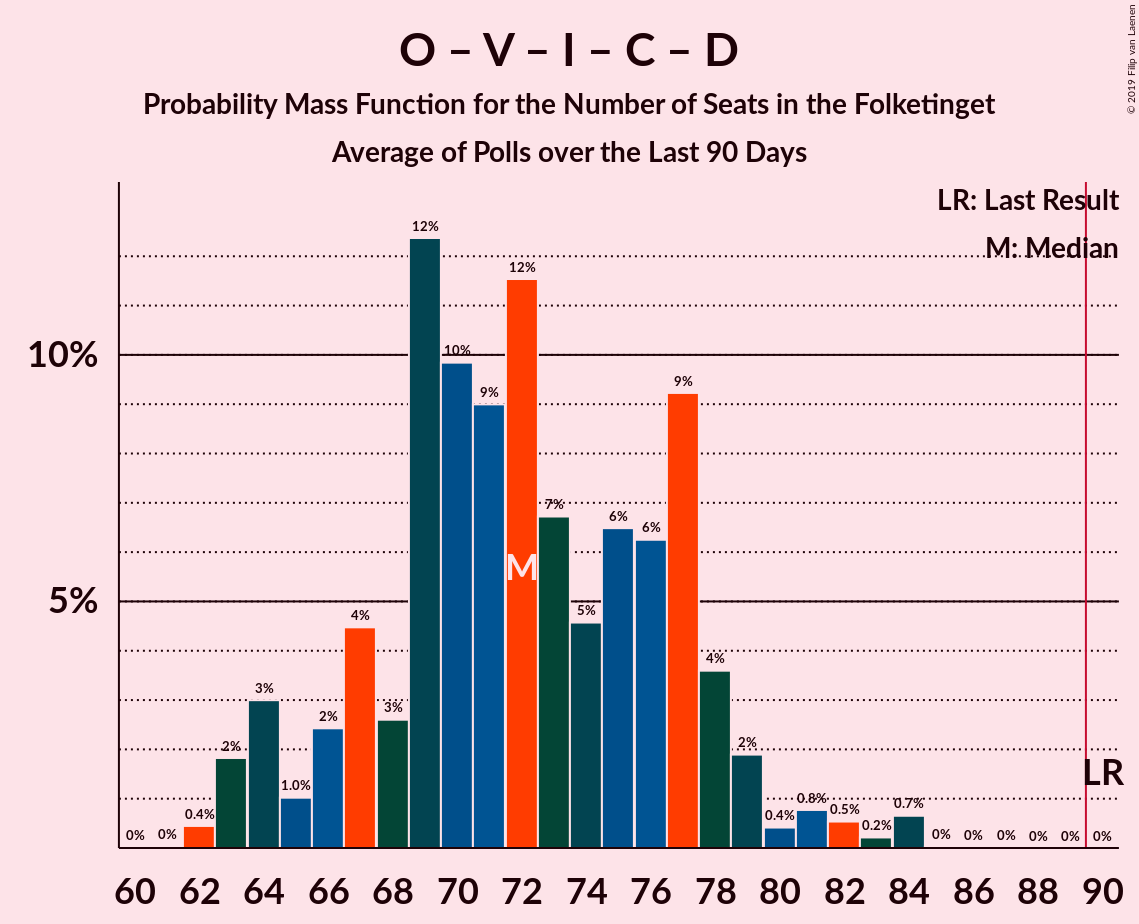 O – V – I – C – D
Probability Mass Function for the Number of Seats in the Folketinget
Average of Polls over the Last 90 Days
© 2019 Filip van Laenen
LR: Last Result
M: Median
10%
5%
0% 0% 0.4% 2% 3% 1.0% 2% 4% 3% 12% 10% 9% 12% 7% 5% 6% 6% 9% 4% 2% 0.4% 0.8% 0.5% 0.2% 0.7% 0% 0% 0% 0% 0% 0%
M
LR
60 62 64 66 68 70 72 74 76 78 80 82 84 86 88 90